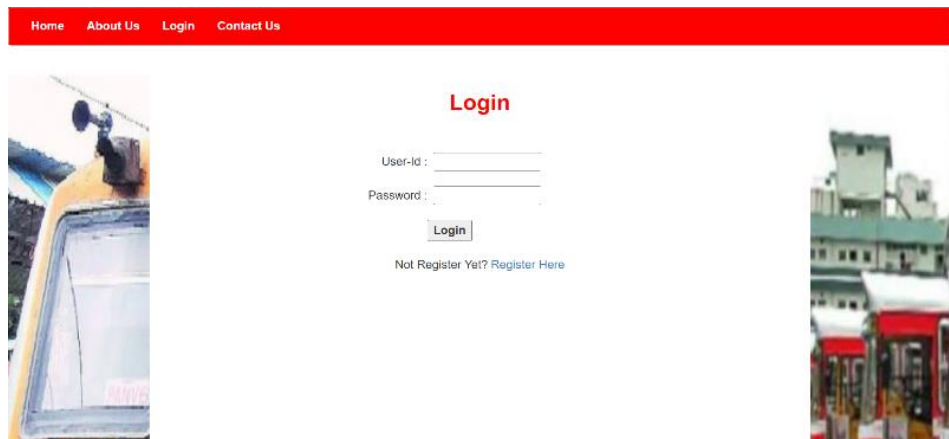 Home About Us Login Contact Us
Login
User-Id :
Password :
Login
Not Register Yet? Register Here